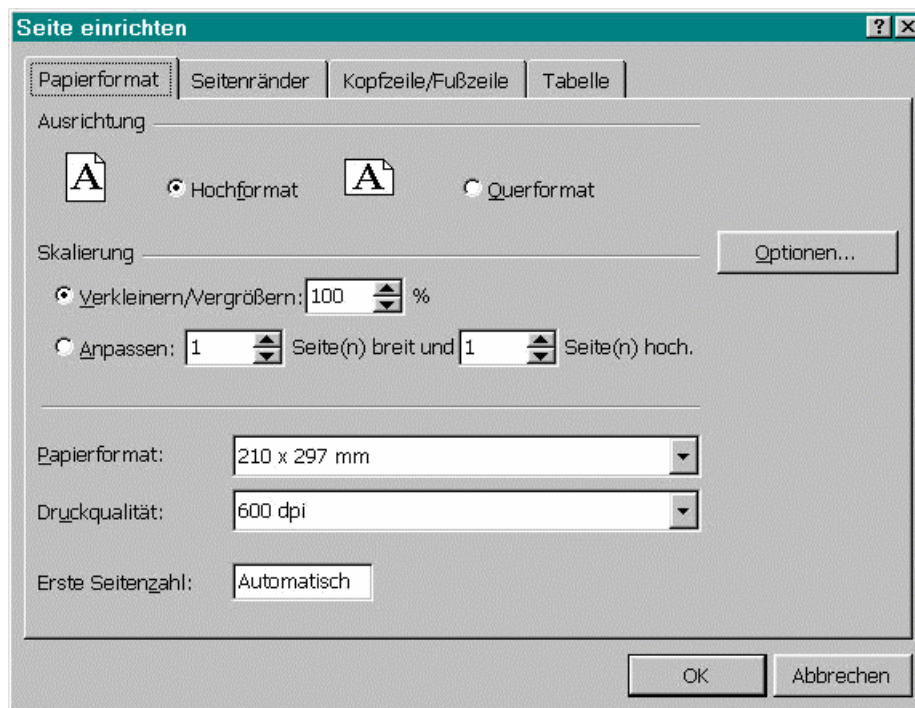 Seite einrichten
Papierformat Seitenränder Kopfzeile/Fußzeile Tabelle
Ausrichtung
A Hochformat A Querformat
Skalierung
Optionen...
Verkleinern/Vergrößern: 100 %
Anpassen: 1 Seite(n) breit und 1 Seite(n) hoch.
Papierformat: 210 x 297 mm
Druckqualität: 600 dpi
Erste Seitenzahl: Automatisch
OK Abbrechen